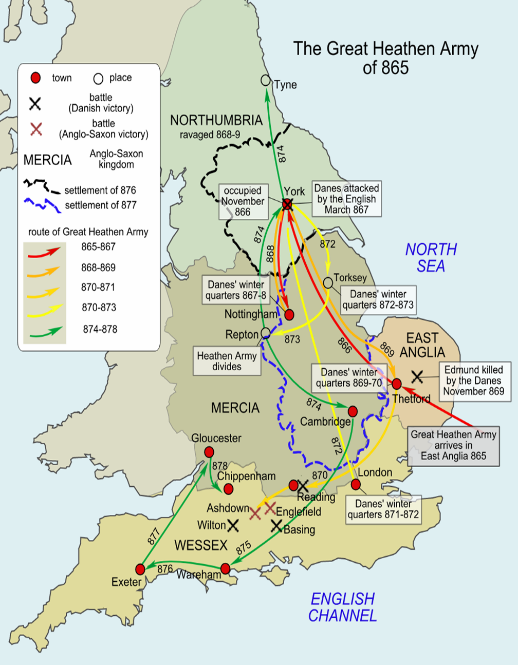 The Great Heathen Army
of 865
town
place
battle
(Danish victory)
battle
(Anglo-Saxon victory)
MERCIA
Anglo-Saxon
kingdom
settlement of 876
settlement of 877
route of Great Heathen Army
865-867
868-869
870-871
870-873
874-878
Tyne
NORTHUMBRIA
ravaged 868-9
874
occupied
November
866
York
Danes attacked
by the English
March 867
874
868
872
NORTH
SEA
Torksey
Danes' winter
quarters 867-8
Danes' winter
quarters 872-873
Nottingham
Repton
873
866
869
EAST
ANGLIA
Heathen Army
divides
Danes' winter
quarters 869-70
Edmund killed
by the Danes
November 869
Thetford
MERCIA
874
Cambridge
872
Great Heathen Army
arrives in
East Anglia 865
Gloucester
878
Chippenham
870
London
Reading
Ashdown
Englefield
Danes' winter
quarters 871-872
Wilton
Basing
WESSEX
877
875
876
Exeter
Wareham
ENGLISH
CHANNEL